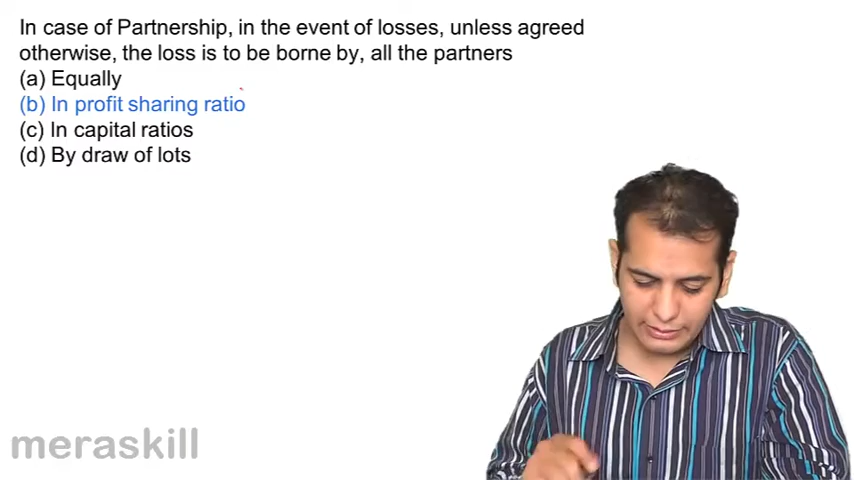 In case of Partnership, in the event of losses, unless agreed
otherwise, the loss is to be borne by, all the partners
(a) Equally
(b) In profit sharing ratio
(c) In capital ratios
(d) By draw of lots
meraskill